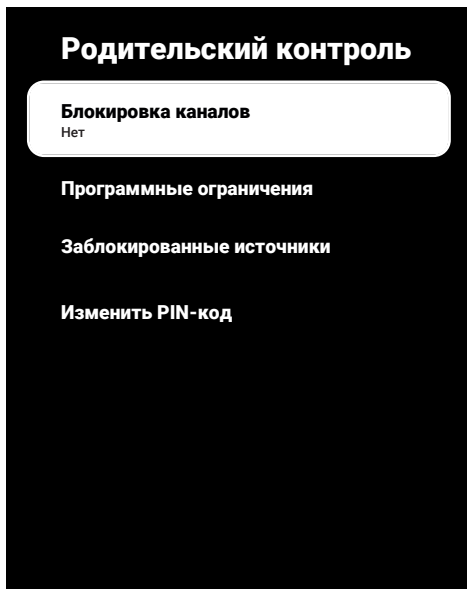 Родительский контроль
Блокировка каналов
Нет
Программные ограничения
Заблокированные источники
Изменить PIN-код